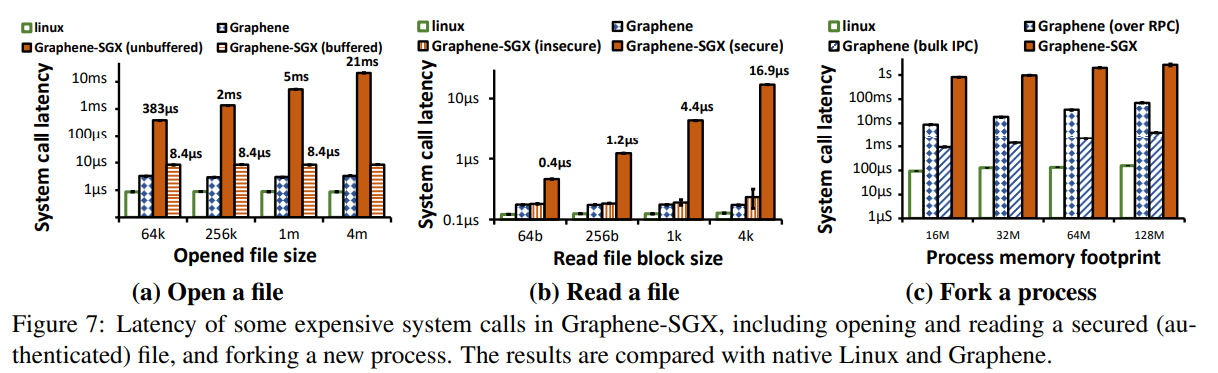 linux Graphene
Graphene-SGX (unbuffered) Graphene-SGX (buffered)
System call latency
10ms
1ms
100µs
10µs
1µs
383µs
2ms
5ms
21ms
8.4µs
8.4µs
8.4µs
8.4µs
64k 256k 1m 4m
Opened file size
(a) Open a file
linux Graphene
Graphene-SGX (insecure) Graphene-SGX (secure)
System call latency
10µs
1µs
0.1µs
0.4µs
1.2µs
4.4µs
16.9µs
64b 256b 1k 4k
Read file block size
(b) Read a file
linux Graphene (over RPC)
Graphene (bulk IPC) Graphene-SGX
System call latency
1s
100ms
10ms
1ms
100µs
10µs
1µS
16M 32M 64M 128M
Process memory footprint
(c) Fork a process
Figure 7: Latency of some expensive system calls in Graphene-SGX, including opening and reading a secured (au-
thenticated) file, and forking a new process. The results are compared with native Linux and Graphene.